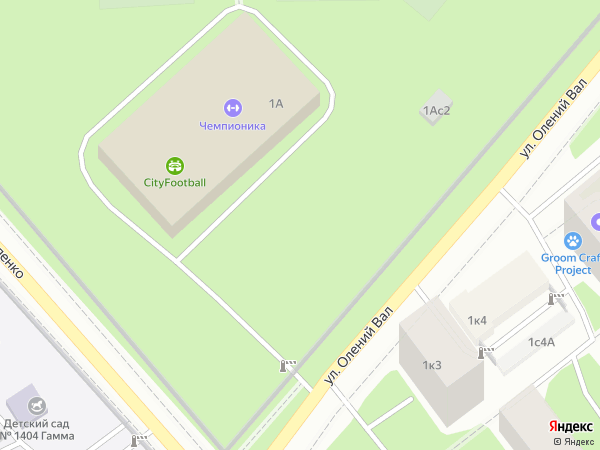 1А
Чемпионика
1Ас2
CityFootball
ул. Олений Вал
Groom Craft
Project
ул. Олений Вал
1к4
1с4А
1к3
Детский сад
№ 1404 Гамма
Яндекс
© Яндекс